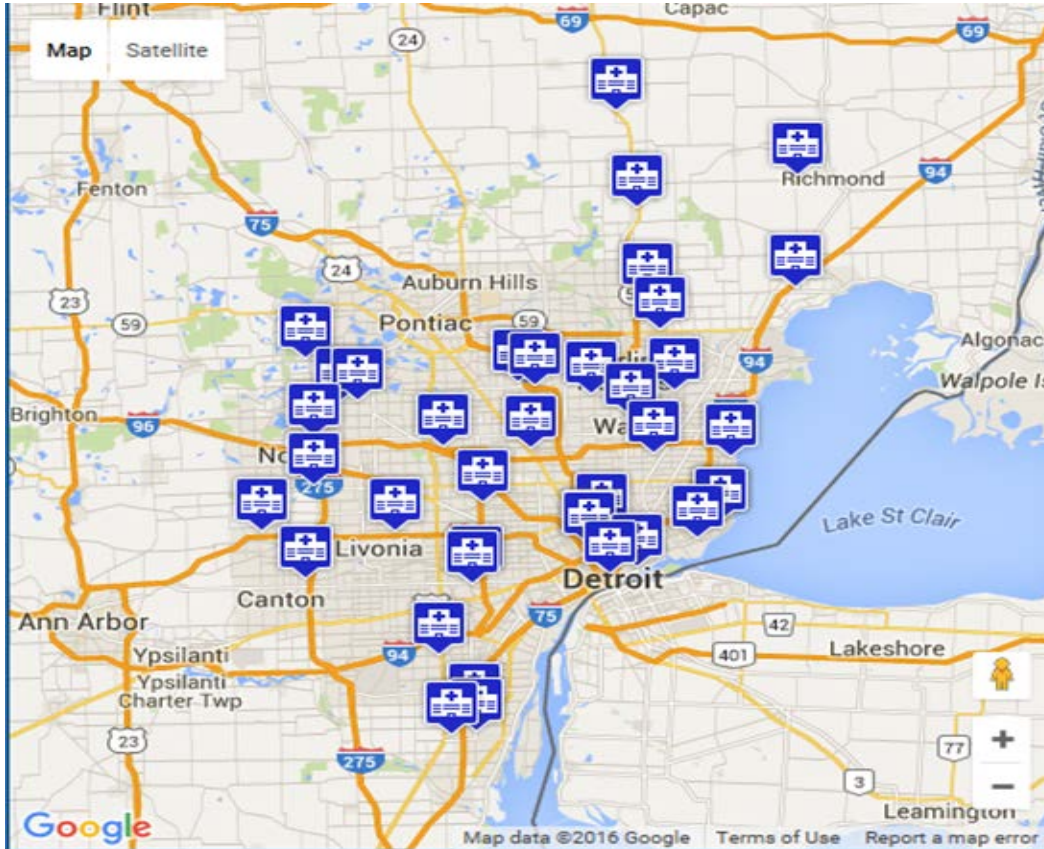 Flint
Capac
69
69
Map Satellite
24
Richmond
94
Fenton
75
24
Auburn Hills
23
59
Pontiac
59
Algonac
94
Walpole Is
Brighton
96
275
Lake St Clair
Livonia
Detroit
Canton
Ann Arbor
75
42
Ypsilanti
94
401
Lakeshore
Ypsilanti
Charter Twp
23
77
+
275
3
−
Leamington
Google
Map data ©2016 Google Terms of Use Report a map error